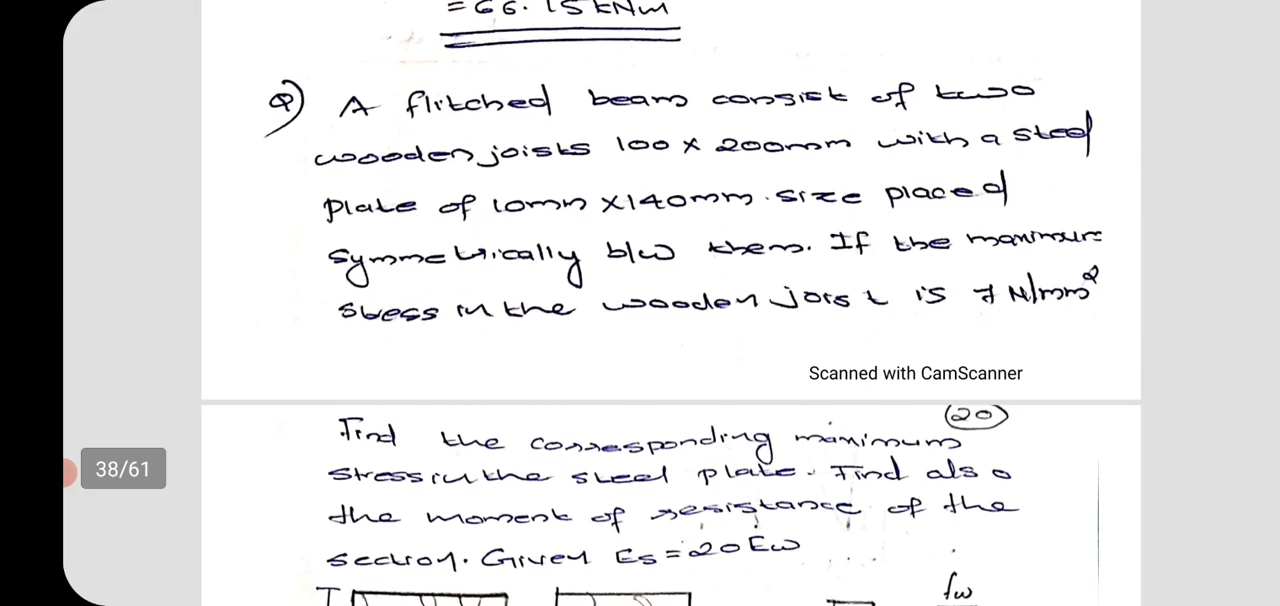 = 66.15 kNm
Q) A flitched beam consist of two
wooden joists 100 x 200mm with a steel
plate of 10mm x 140mm. size placed
symmetrically b/w them. If the maximum
stress in the wooden joist is 7 N/mm²
Scanned with CamScanner
(20)
Find the corresponding maximum
stress in the steel plate. Find also
the moment of resistance of the
section. Given Es = 20 Ew
38/61
fw